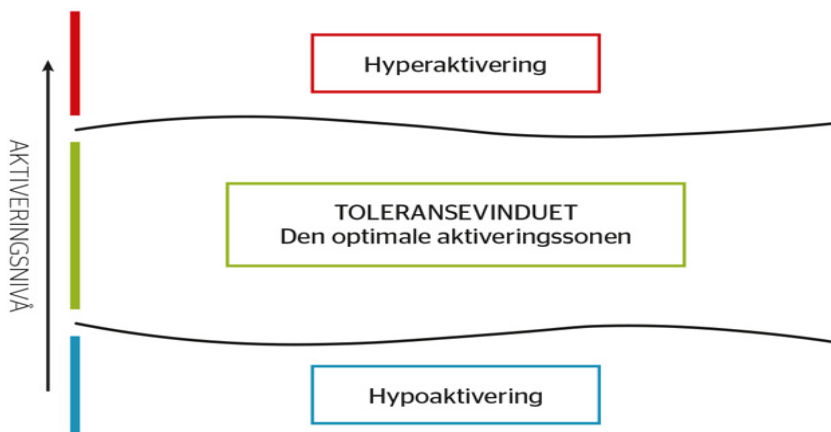 Hyperaktivering
AKTIVERINGSNIVÅ
TOLERANSEVINDUET
Den optimale aktiveringssonen
Hypoaktivering